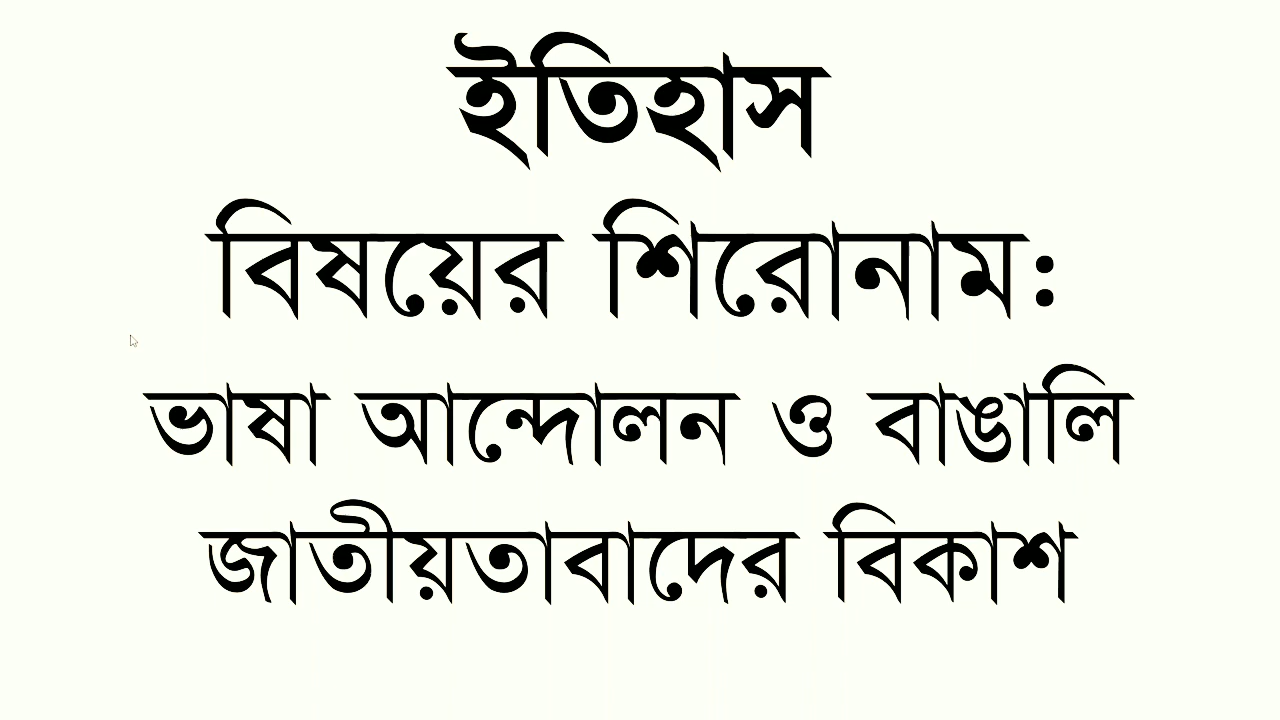 ইতিহাস
বিষয়ের শিরোনাম:
ভাষা আন্দোলন ও বাঙালি
জাতীয়তাবাদের বিকাশ